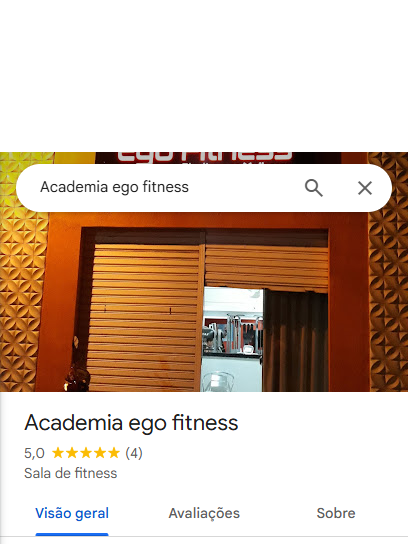 ego Fitness
Academia ego fitness
Academia ego fitness
5,0 ★★★★★ (4)
Sala de fitness
Visão geral Avaliações Sobre